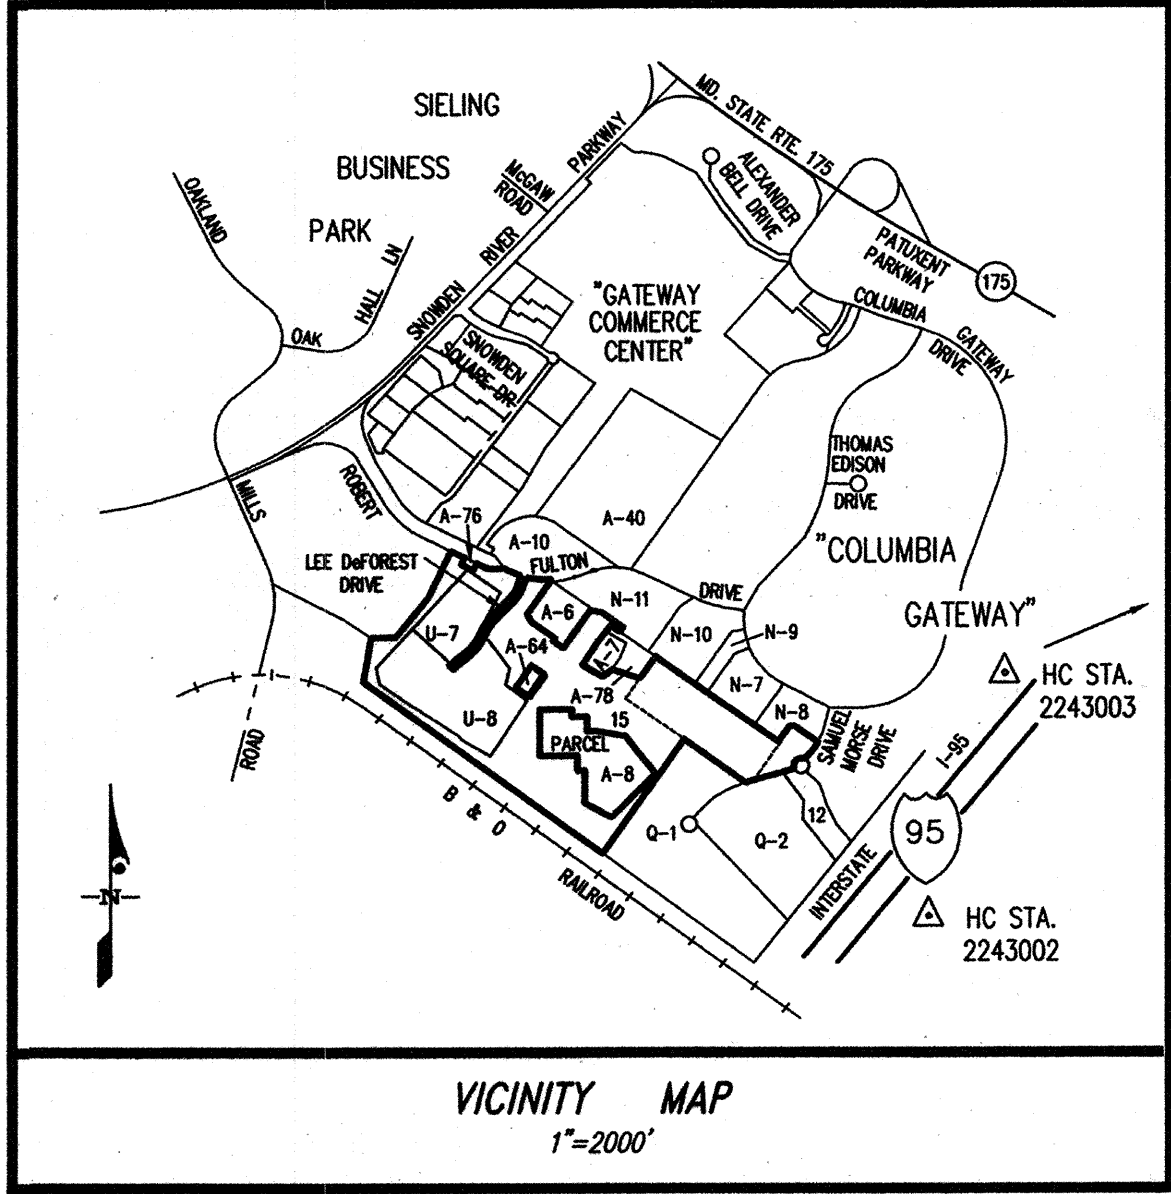 SIELING
BUSINESS
PARK
MD. STATE RTE. 175
PARKWAY
McGAW
ROAD
ALEXANDER
BELL DRIVE
OAKLAND
HALL LN
OAK
SNOWDEN RIVER
PATUXENT
PARKWAY
175
"GATEWAY
COMMERCE
CENTER"
COLUMBIA
GATEWAY
DRIVE
SNOWDEN
SQUARE DR.
THOMAS
EDISON
DRIVE
ROBERT
MILLS
A-76
A-10
A-40
FULTON
DRIVE
"COLUMBIA
GATEWAY"
LEE DeFOREST
DRIVE
A-6
N-11
N-10
N-9
U-7
A-64
A-7
A-78
N-7
N-8
HC STA.
2243003
U-8
15
PARCEL
A-8
SAMUEL
MORSE
DRIVE
I-95
ROAD
B & O
RAILROAD
12
Q-1
Q-2
95
INTERSTATE
N
HC STA.
2243002
VICINITY MAP
1"=2000'